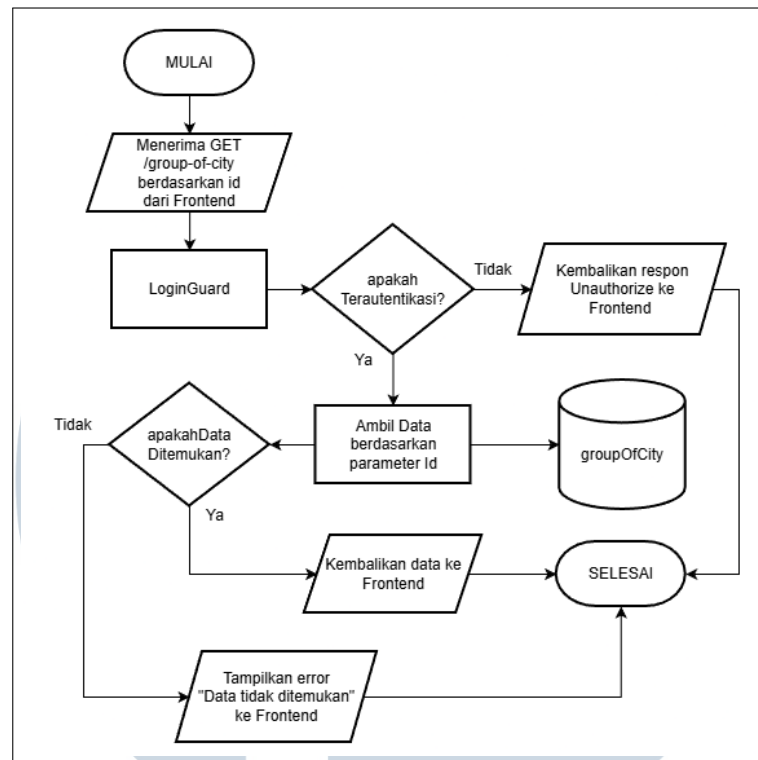 MULAI
Menerima GET
/group-of-city
berdasarkan id
dari Frontend
LoginGuard
apakah
Terautentikasi?
Tidak
Kembalikan respon
Unauthorize ke
Frontend
Ya
Tidak
apakahData
Ditemukan?
Ambil Data
berdasarkan
parameter Id
groupOfCity
Ya
Kembalikan data ke
Frontend
SELESAI
Tampilkan error
"Data tidak ditemukan"
ke Frontend